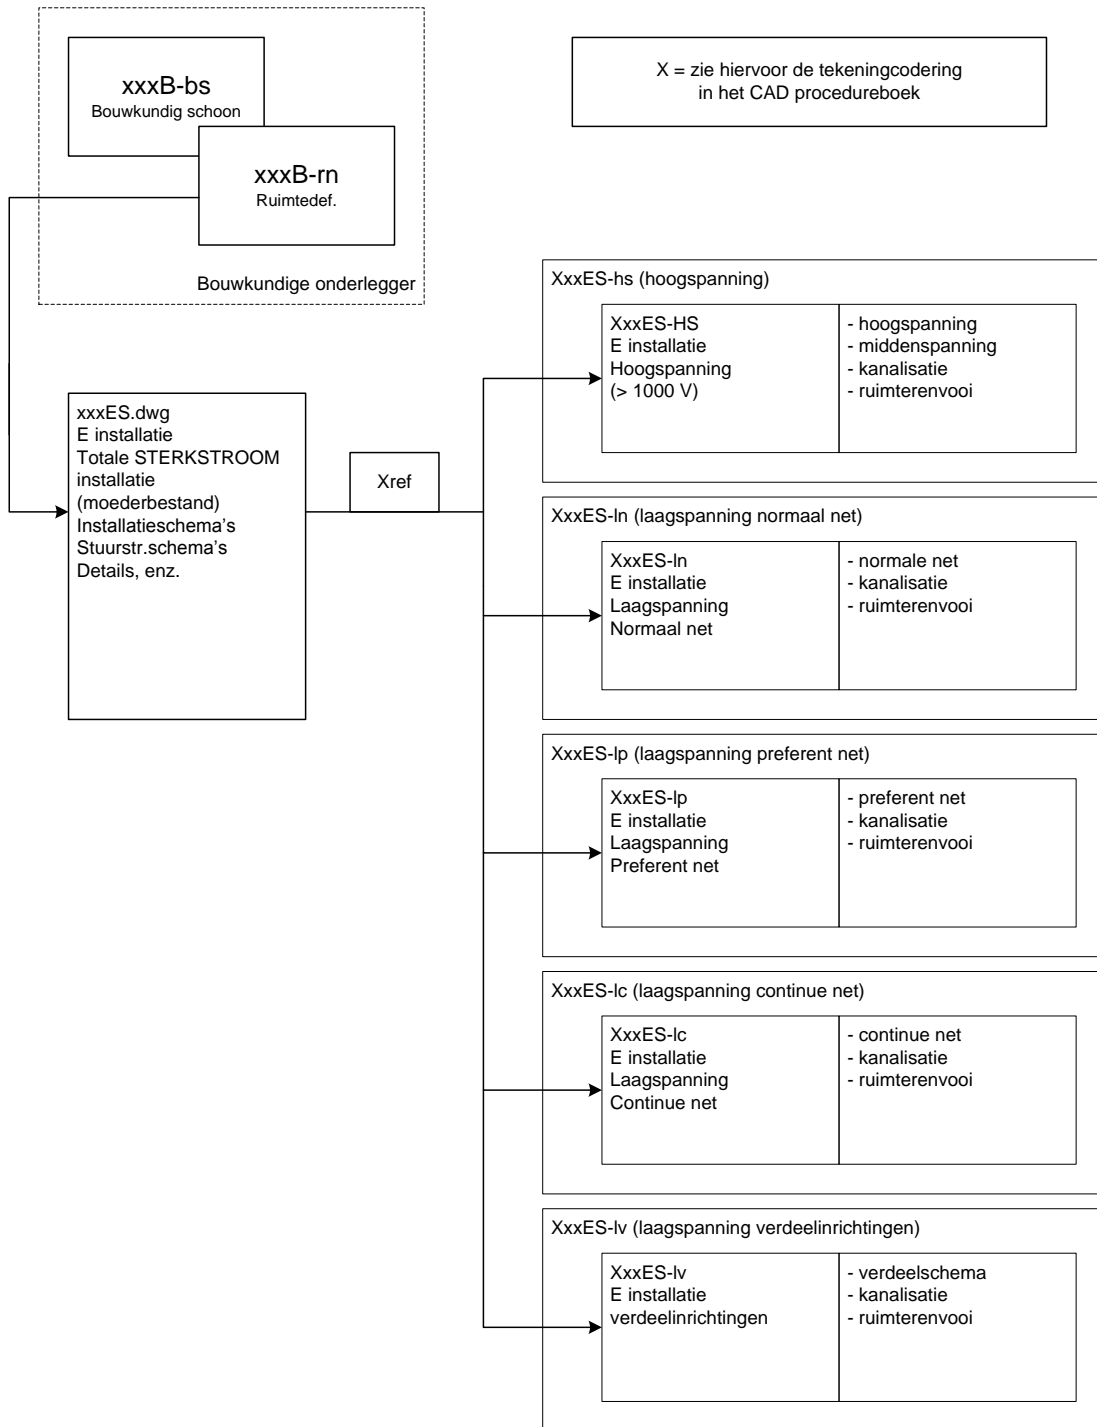 xxxB-bs
Bouwkundig schoon
xxxB-rn
Ruimtedef.
Bouwkundige onderlegger
X = zie hiervoor de tekeningcodering
in het CAD procedureboek
xxxES.dwg
E installatie
Totale STERKSTROOM
installatie
(moederbestand)
Installatieschema's
Stuurstr.schema's
Details, enz.
Xref
XxxES-hs (hoogspanning)
XxxES-HS
E installatie
Hoogspanning
(> 1000 V)
- hoogspanning
- middenspanning
- kanalisatie
- ruimterenvooi
XxxES-ln (laagspanning normaal net)
XxxES-ln
E installatie
Laagspanning
Normaal net
- normale net
- kanalisatie
- ruimterenvooi
XxxES-lp (laagspanning preferent net)
XxxES-lp
E installatie
Laagspanning
Preferent net
- preferent net
- kanalisatie
- ruimterenvooi
XxxES-lc (laagspanning continue net)
XxxES-lc
E installatie
Laagspanning
Continue net
- continue net
- kanalisatie
- ruimterenvooi
XxxES-lv (laagspanning verdeelinrichtingen)
XxxES-lv
E installatie
verdeelinrichtingen
- verdeelschema
- kanalisatie
- ruimterenvooi